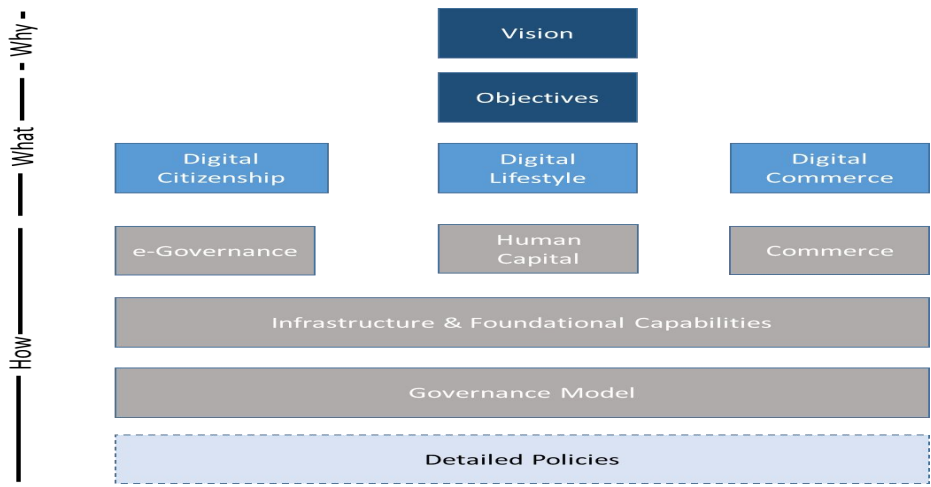 Why
Vision
Objectives
What
Digital
Citizenship
Digital
Lifestyle
Digital
Commerce
e-Governance
Human
Capital
Commerce
Infrastructure & Foundational Capabilities
How
Governance Model
Detailed Policies